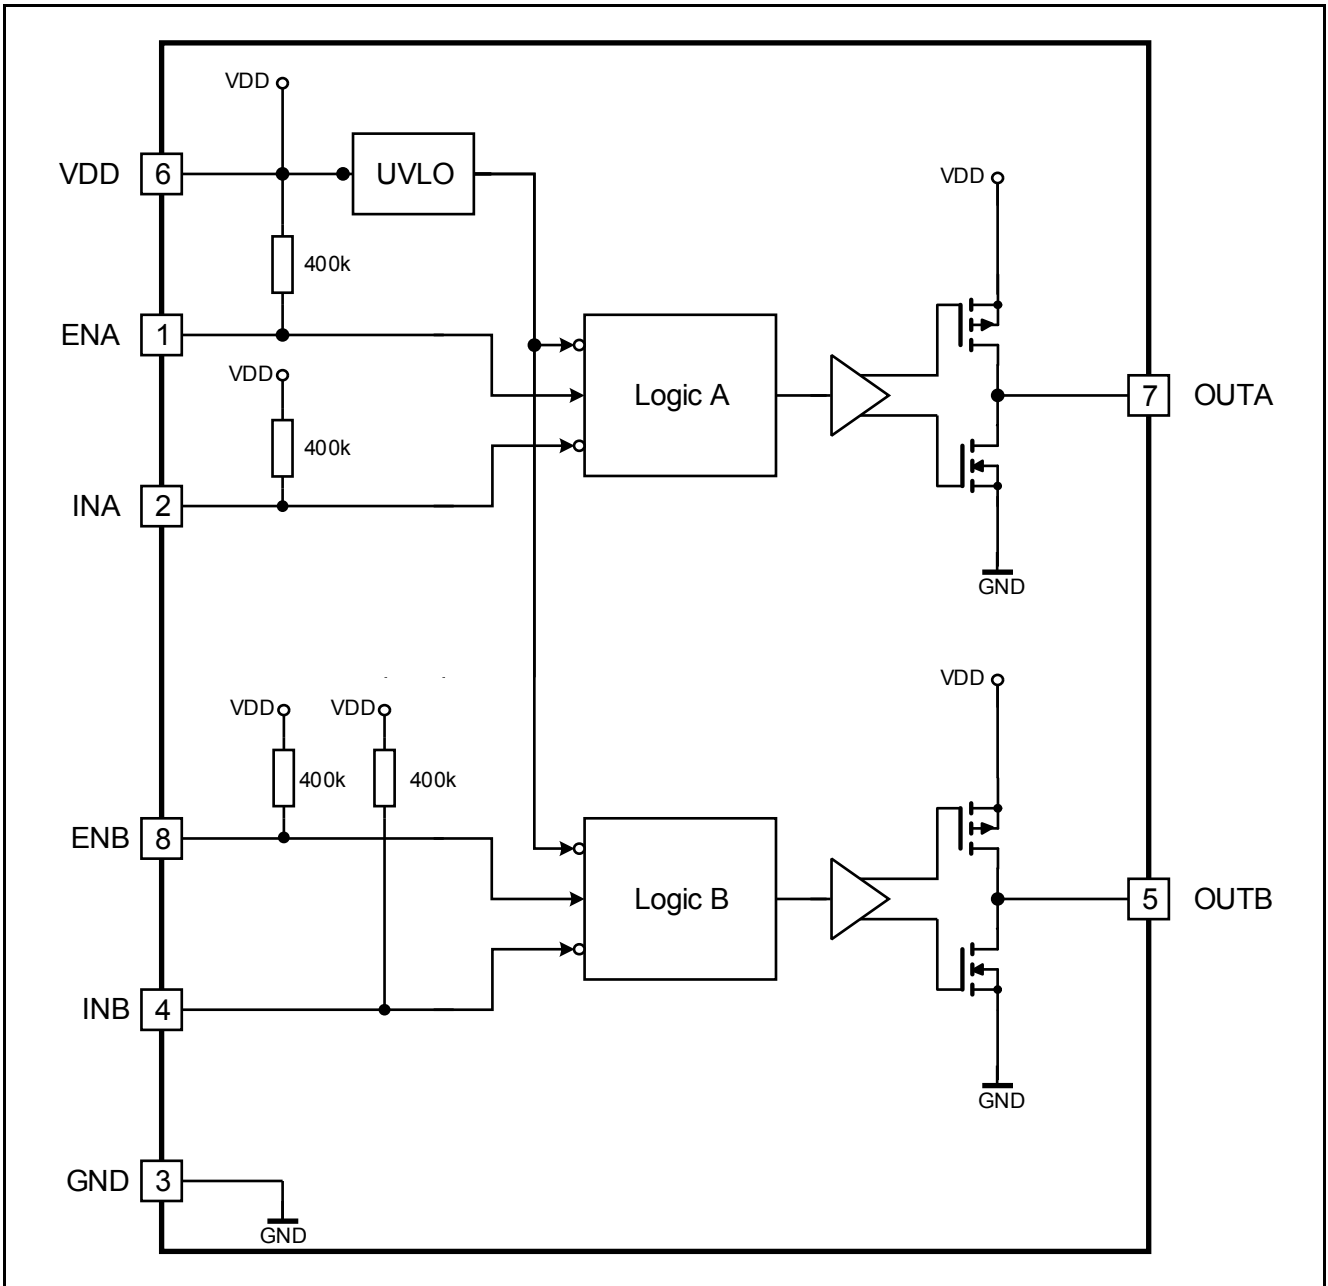 VDD
VDD 6 UVLO
VDD
400k
ENA 1
VDD
Logic A
7 OUTA
400k
INA 2
GND
VDD
VDD VDD
400k 400k
ENB 8
Logic B
5 OUTB
INB 4
GND
GND 3
GND